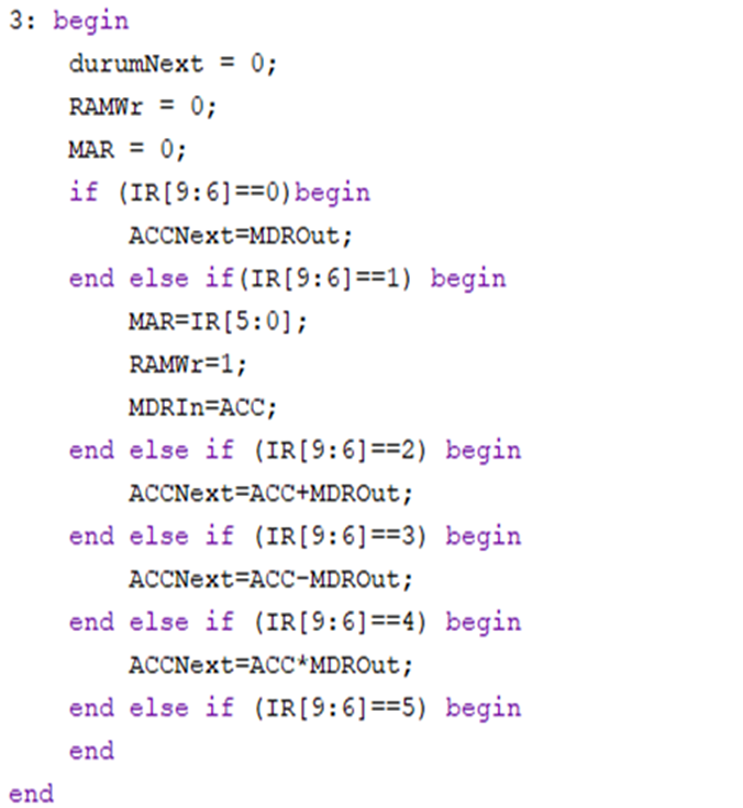 3: begin
durumNext = 0;
RAMWr = 0;
MAR = 0;
if (IR[9:6]==0)begin
ACCNext=MDROut;
end else if(IR[9:6]==1) begin
MAR=IR[5:0];
RAMWr=1;
MDRIn=ACC;
end else if (IR[9:6]==2) begin
ACCNext=ACC+MDROut;
end else if (IR[9:6]==3) begin
ACCNext=ACC-MDROut;
end else if (IR[9:6]==4) begin
ACCNext=ACC*MDROut;
end else if (IR[9:6]==5) begin
end
end